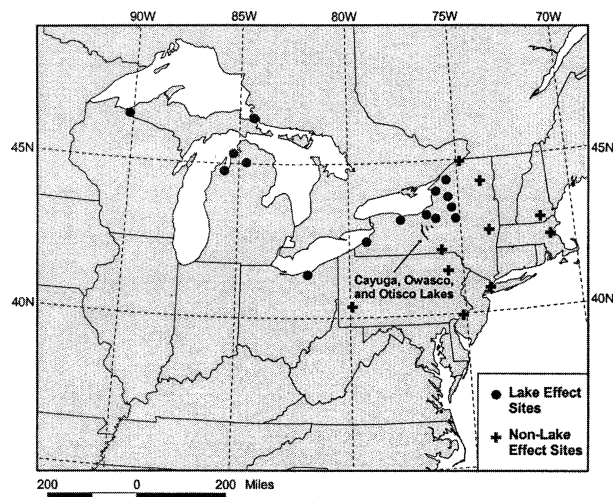 90W 85W 80W 75W 70W
45N 45N
40N 40N
Cayuga, Owasco,
and Otisco Lakes
Lake Effect
Sites
Non-Lake
Effect Sites
200 0 200 Miles